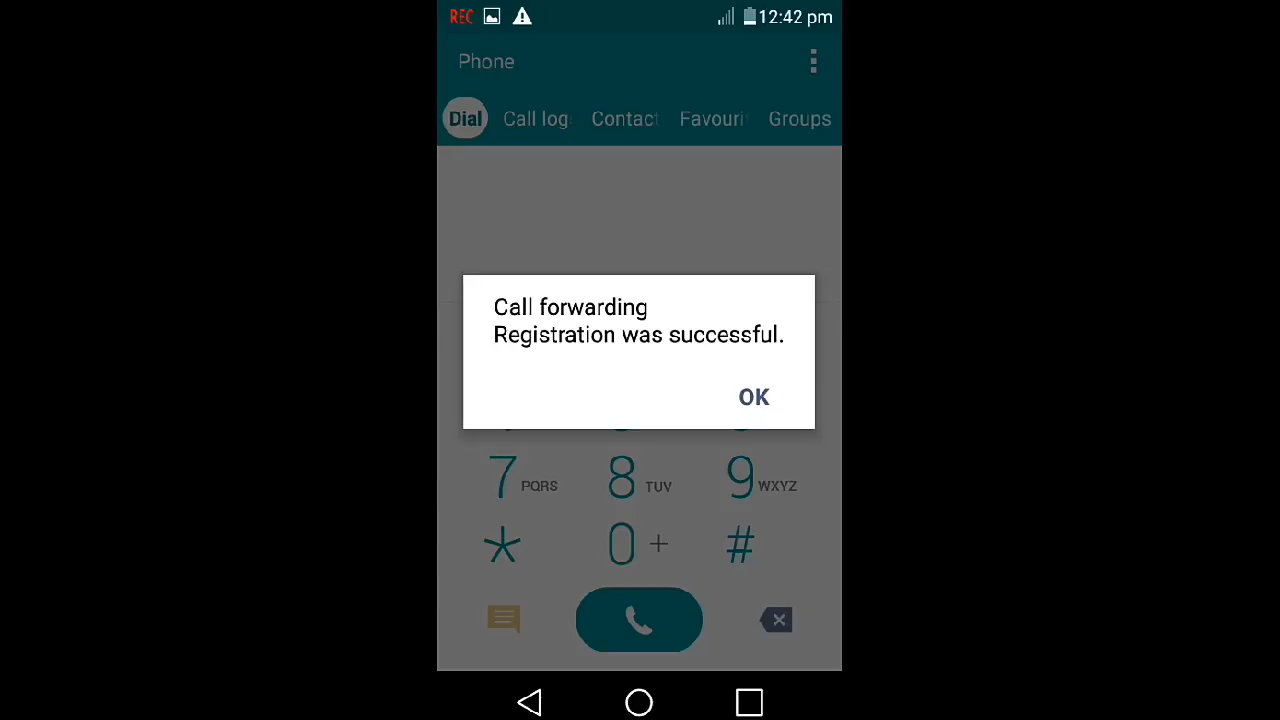 REC 12:42 pm
Phone
Dial Call log Contact Favouri Groups
Call forwarding
Registration was successful.
OK
7 PQRS 8 TUV 9 WXYZ
* 0 + #